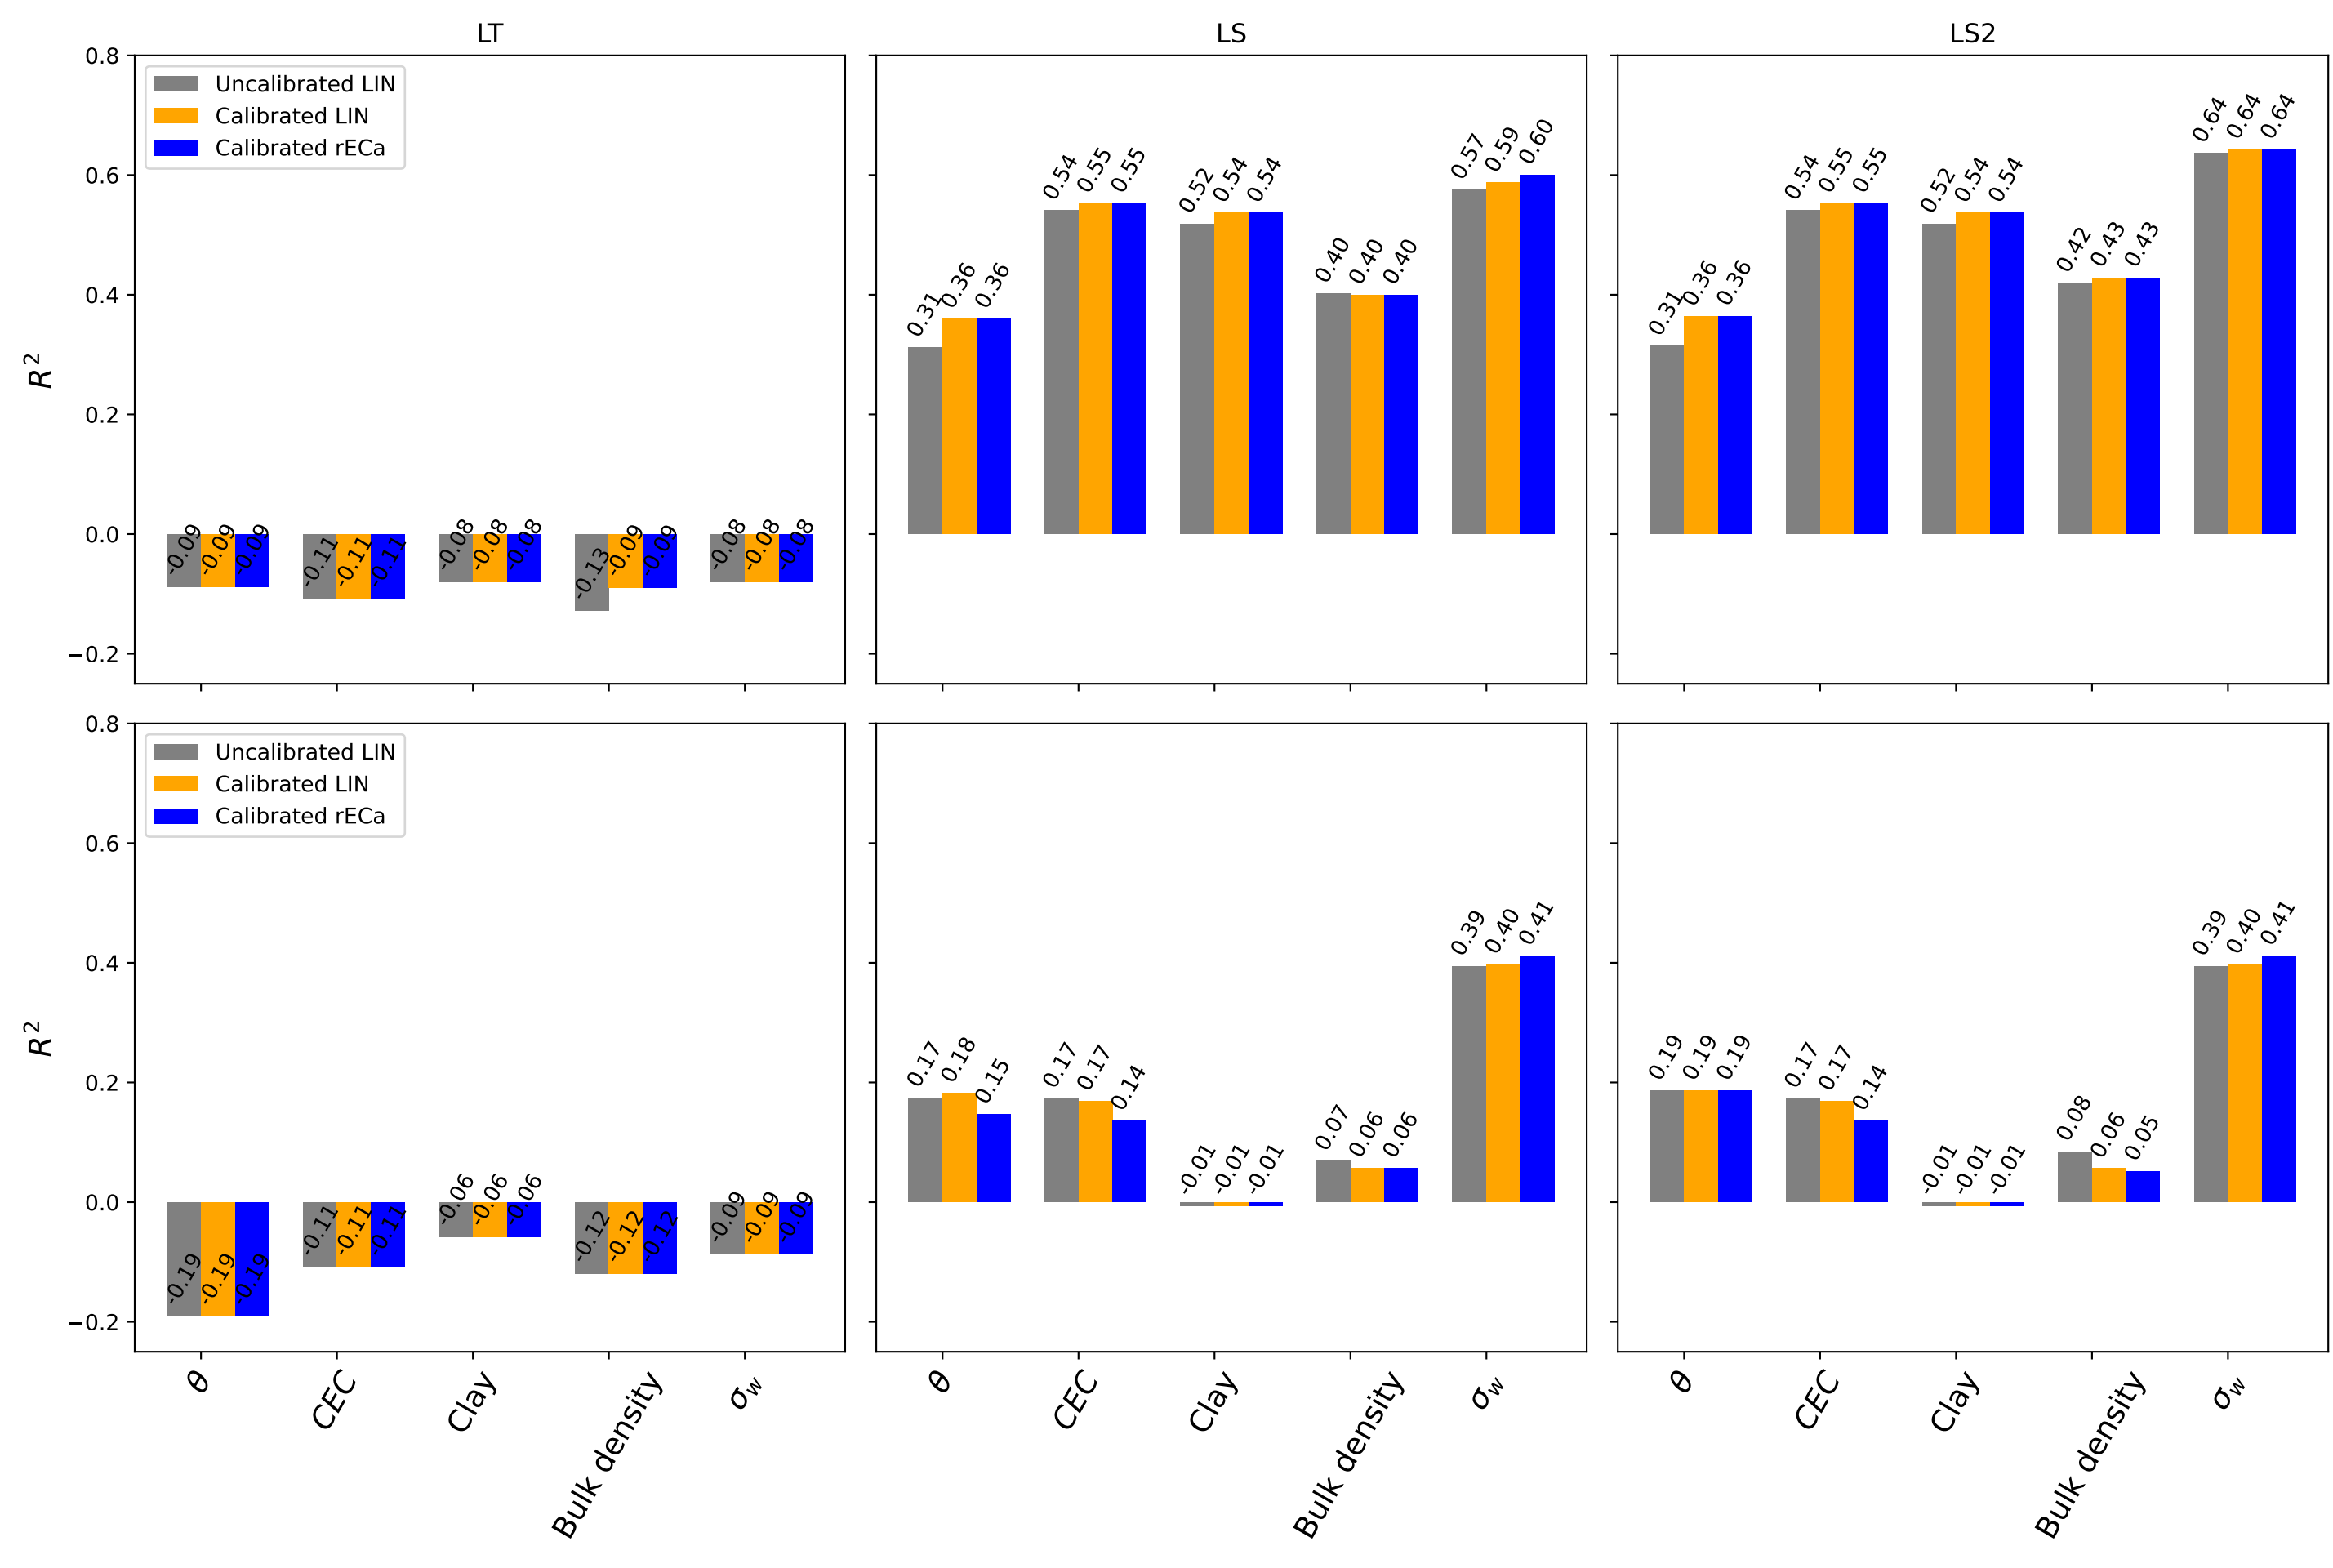 LT LS LS2
0.8
0.6
0.4
0.2
0.0
−0.2
R²
Uncalibrated LIN
Calibrated LIN
Calibrated rECa
-0.09 -0.09 -0.09 -0.11 -0.11 -0.11 -0.08 -0.08 -0.08 -0.13 -0.09 -0.09 -0.08 -0.08 -0.08
0.31 0.36 0.36 0.54 0.55 0.55 0.52 0.54 0.54 0.40 0.40 0.40 0.57 0.59 0.60
0.31 0.36 0.36 0.54 0.55 0.55 0.52 0.54 0.54 0.42 0.43 0.43 0.64 0.64 0.64
0.8
0.6
0.4
0.2
0.0
−0.2
R²
Uncalibrated LIN
Calibrated LIN
Calibrated rECa
-0.19 -0.19 -0.19 -0.11 -0.11 -0.11 -0.06 -0.06 -0.06 -0.12 -0.12 -0.12 -0.09 -0.09 -0.09
0.17 0.18 0.15 0.17 0.17 0.14 -0.01 -0.01 -0.01 0.07 0.06 0.06 0.39 0.40 0.41
0.19 0.19 0.19 0.17 0.17 0.14 -0.01 -0.01 -0.01 0.08 0.06 0.05 0.39 0.40 0.41
θ CEC Clay Bulk density σw
θ CEC Clay Bulk density σw
θ CEC Clay Bulk density σw